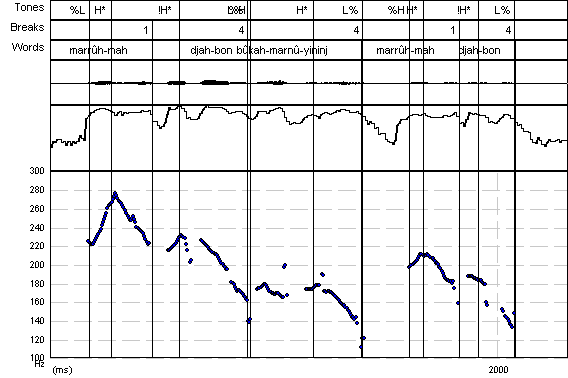 Tones %L H* !H* L%%H H* L% %H H* !H* L%
Breaks 1 4 4 1 4
Words marrûh-mah djah-bon bûkah-marnû-yininj marrûh-mah djah-bon
300
280
260
240
220
200
180
160
140
120
100
Hz
(ms) 2000